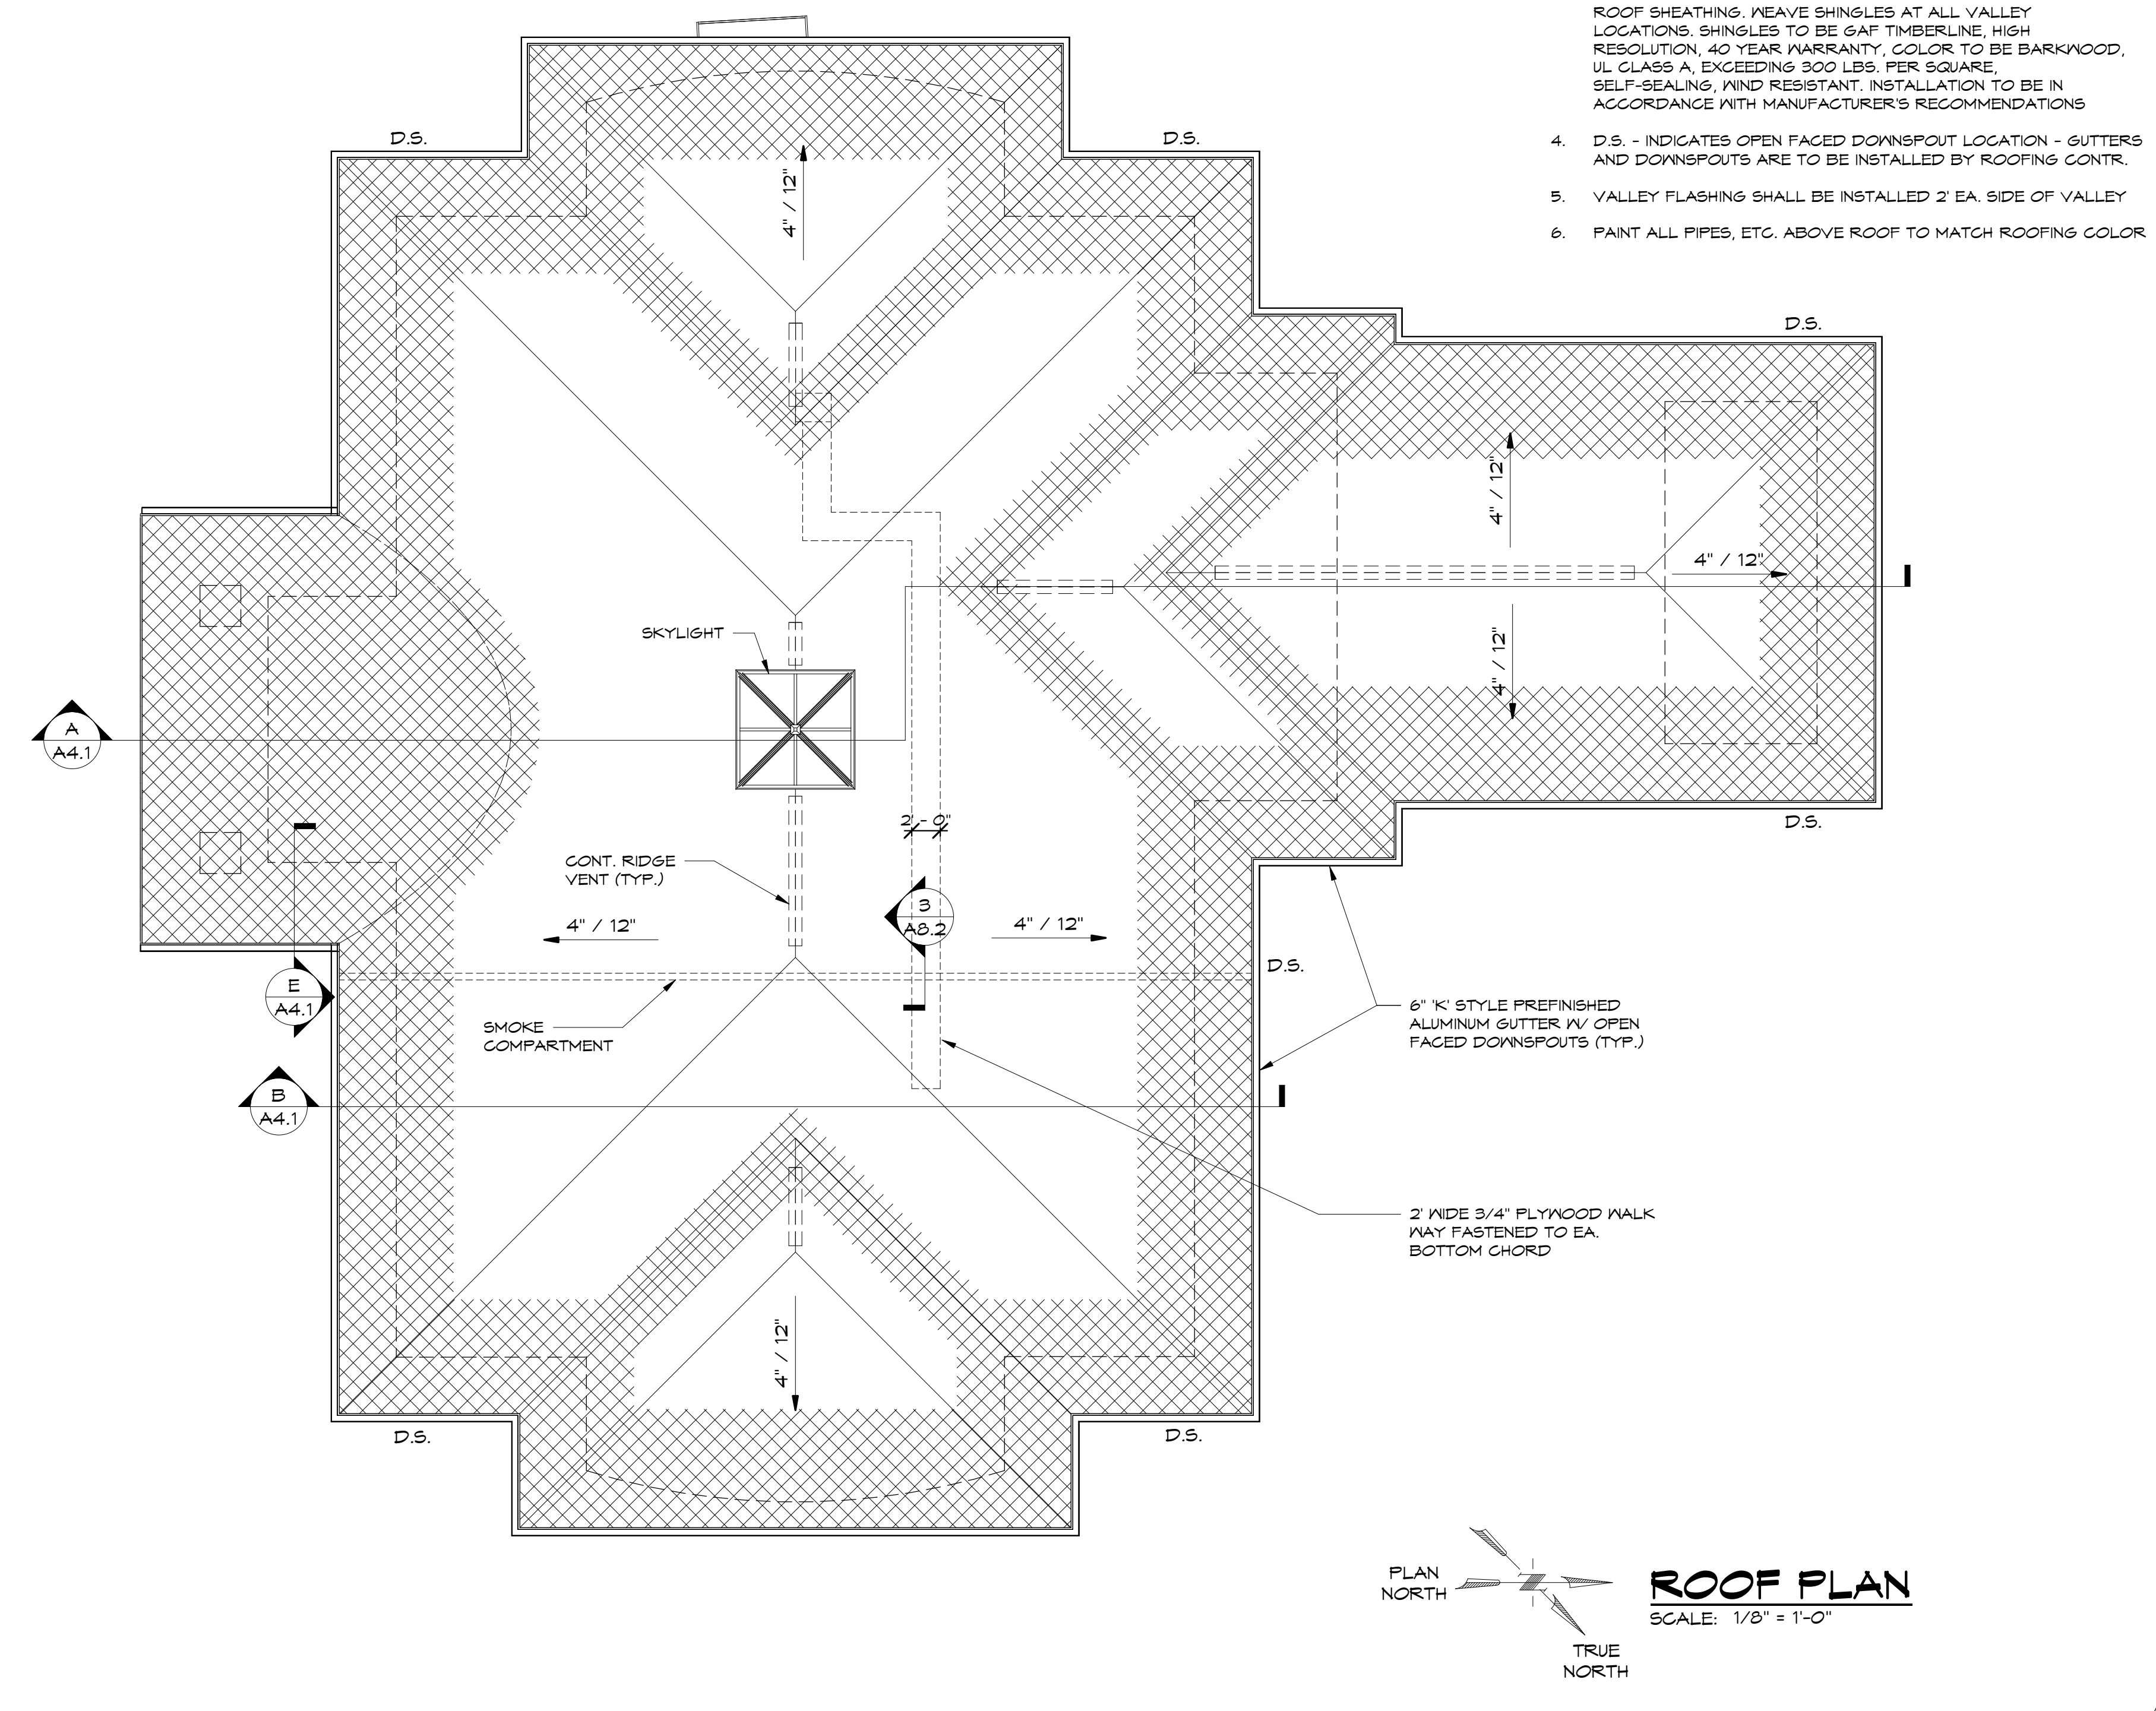 ROOF SHEATHING. WEAVE SHINGLES AT ALL VALLEY
LOCATIONS. SHINGLES TO BE GAF TIMBERLINE, HIGH
RESOLUTION, 40 YEAR WARRANTY, COLOR TO BE BARKWOOD,
UL CLASS A, EXCEEDING 300 LBS. PER SQUARE,
SELF-SEALING, WIND RESISTANT. INSTALLATION TO BE IN
ACCORDANCE WITH MANUFACTURER'S RECOMMENDATIONS
4. D.S. - INDICATES OPEN FACED DOWNSPOUT LOCATION - GUTTERS
AND DOWNSPOUTS ARE TO BE INSTALLED BY ROOFING CONTR.
5. VALLEY FLASHING SHALL BE INSTALLED 2' EA. SIDE OF VALLEY
6. PAINT ALL PIPES, ETC. ABOVE ROOF TO MATCH ROOFING COLOR
D.S.
D.S.
4" / 12"
D.S.
4" / 12"
4" / 12"
SKYLIGHT
4" / 12"
A
A4.1
2' - 0"
D.S.
CONT. RIDGE
VENT (TYP.)
3
A8.2
4" / 12"
4" / 12"
D.S.
E
A4.1
SMOKE
COMPARTMENT
6" 'K' STYLE PREFINISHED
ALUMINUM GUTTER W/ OPEN
FACED DOWNSPOUTS (TYP.)
B
A4.1
2' WIDE 3/4" PLYWOOD WALK
WAY FASTENED TO EA.
BOTTOM CHORD
4" / 12"
D.S.
D.S.
PLAN
NORTH
TRUE
NORTH
ROOF PLAN
SCALE: 1/8" = 1'-0"